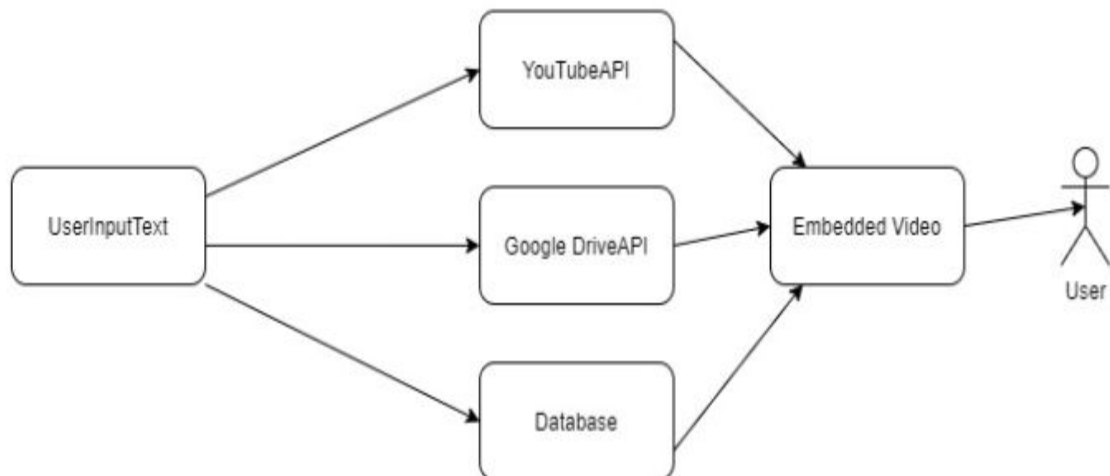 YouTubeAPI
UserInputText
Google DriveAPI
Embedded Video
User
Database